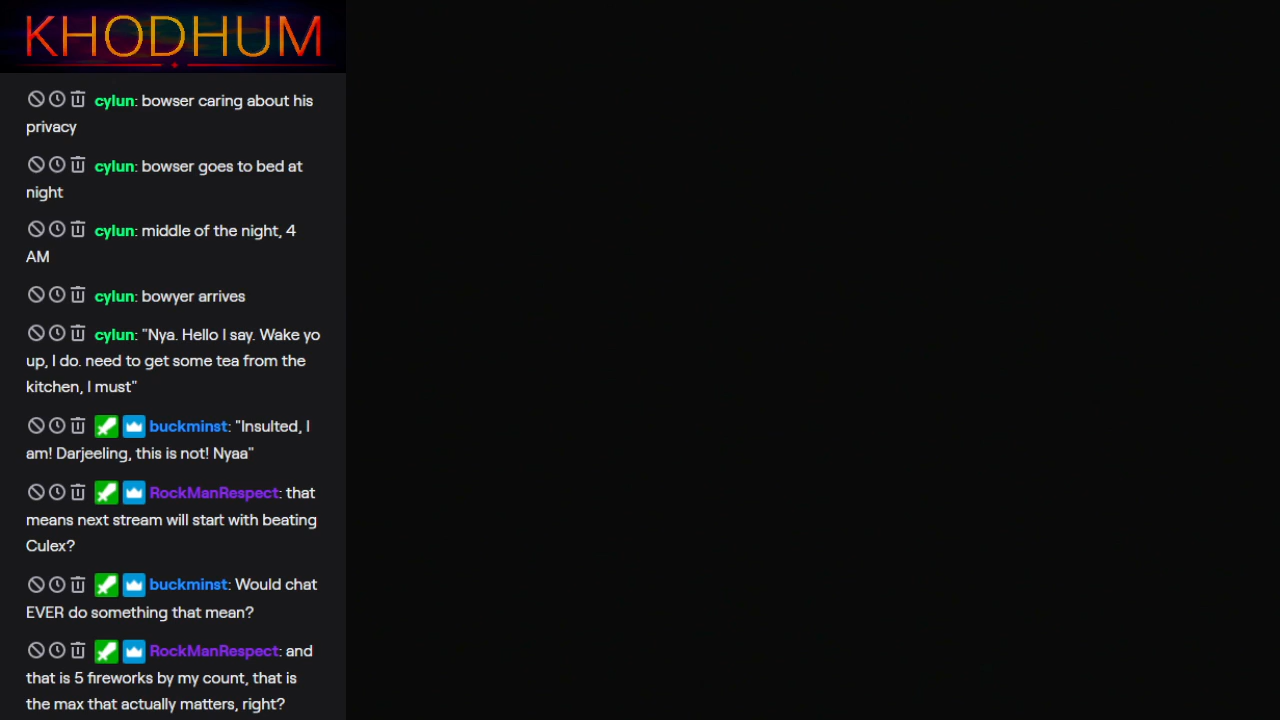 KHODHUM
cylun: bowser caring about his
privacy
cylun: bowser goes to bed at
night
cylun: middle of the night, 4
AM
cylun: bowyer arrives
cylun: "Nya. Hello I say. Wake yo
up, I do. need to get some tea from the
kitchen, I must"
buckminst: "Insulted, I
am! Darjeeling, this is not! Nyaa"
RockManRespect: that
means next stream will start with beating
Culex?
buckminst: Would chat
EVER do something that mean?
RockManRespect: and
that is 5 fireworks by my count, that is
the max that actually matters, right?